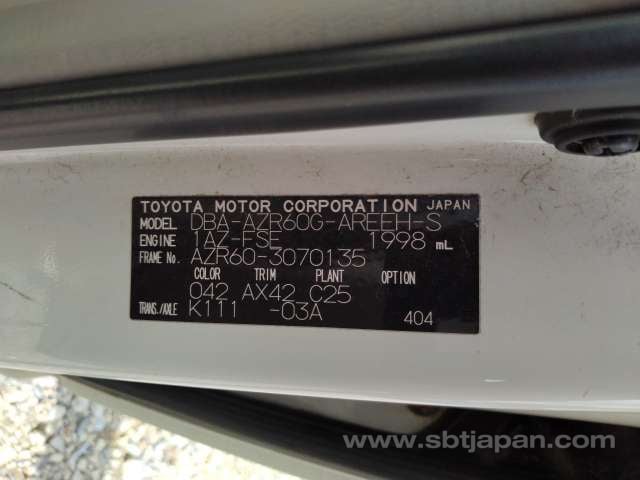 TOYOTA MOTOR CORPORATION JAPAN
MODEL DBA-AZR60G-AREEH-S
ENGINE 1AZ-FSE 1998 mL
FRAME No. AZR60-3070135
COLOR TRIM PLANT OPTION
042 AX42 C25
TRANS./AXLE K111 -03A 404
www.sbtjapan.com